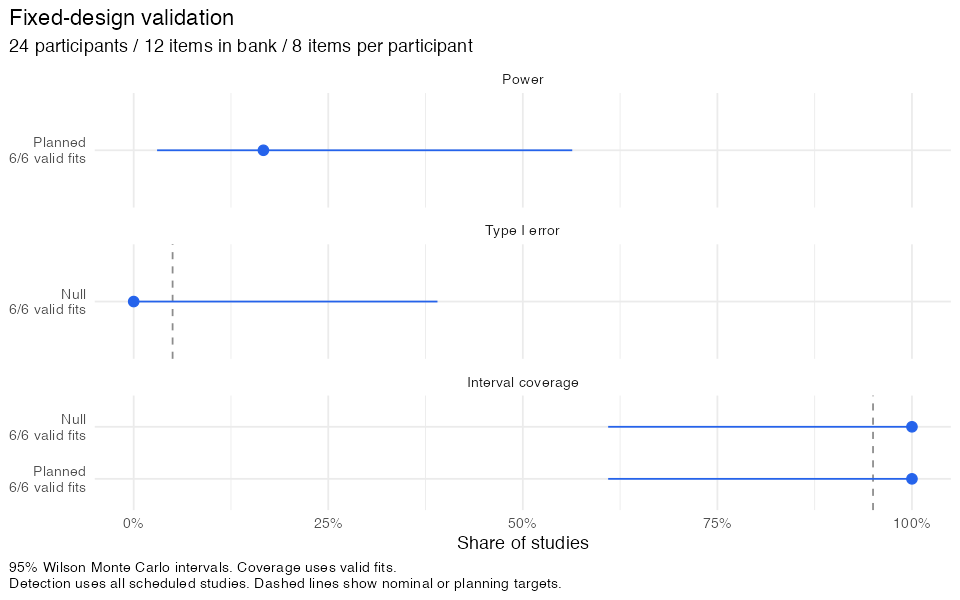 Fixed-design validation
24 participants / 12 items in bank / 8 items per participant
Power
Planned
6/6 valid fits
Type I error
Null
6/6 valid fits
Interval coverage
Null
6/6 valid fits
Planned
6/6 valid fits
0% 25% 50% 75% 100%
Share of studies
95% Wilson Monte Carlo intervals. Coverage uses valid fits.
Detection uses all scheduled studies. Dashed lines show nominal or planning targets.